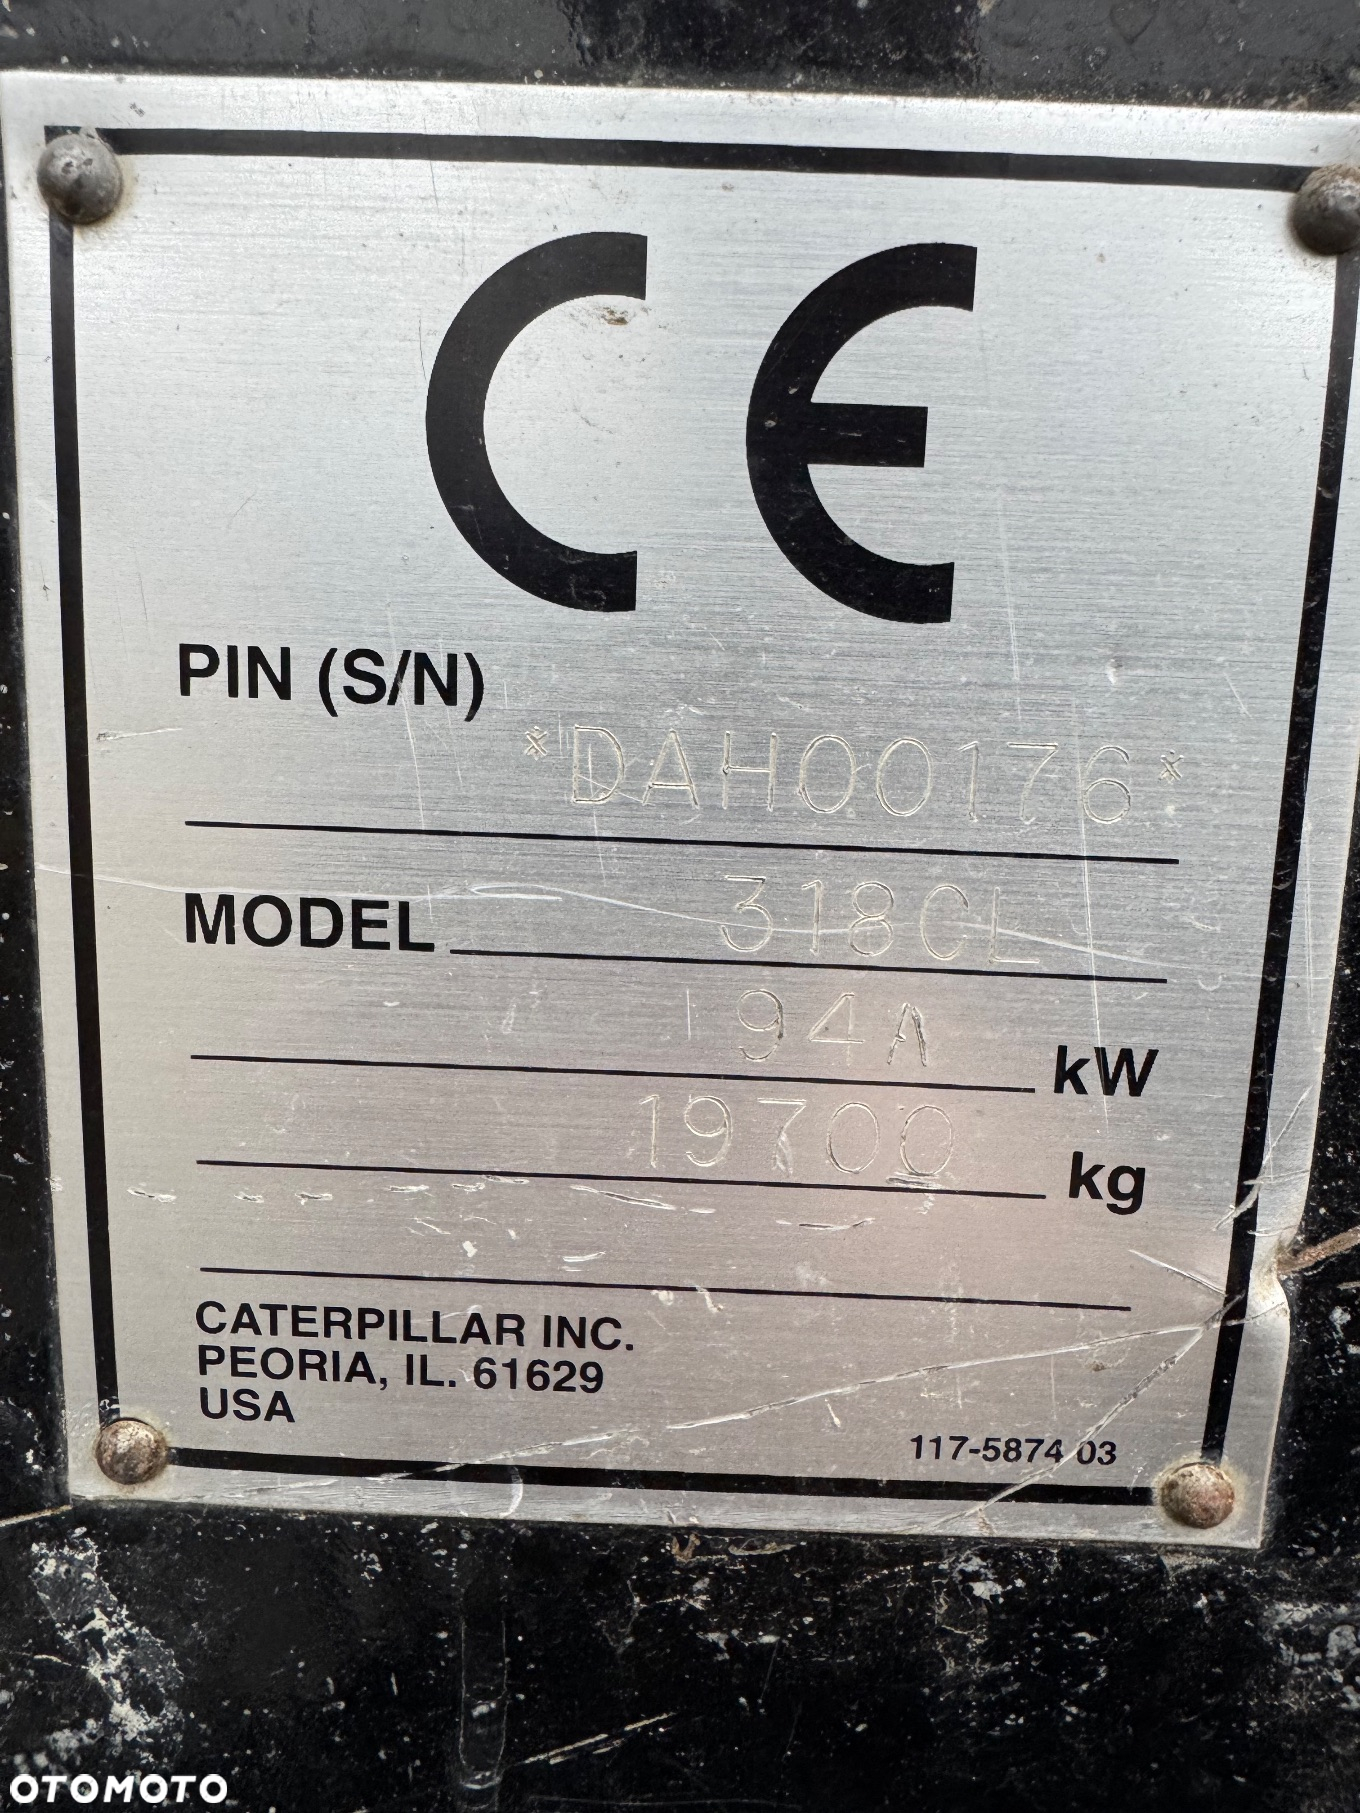 CE
PIN (S/N)
*DAH00176*
MODEL 318CL
94A kW
19700 kg
CATERPILLAR INC.
PEORIA, IL. 61629
USA
117-5874 03
OTOMOTO